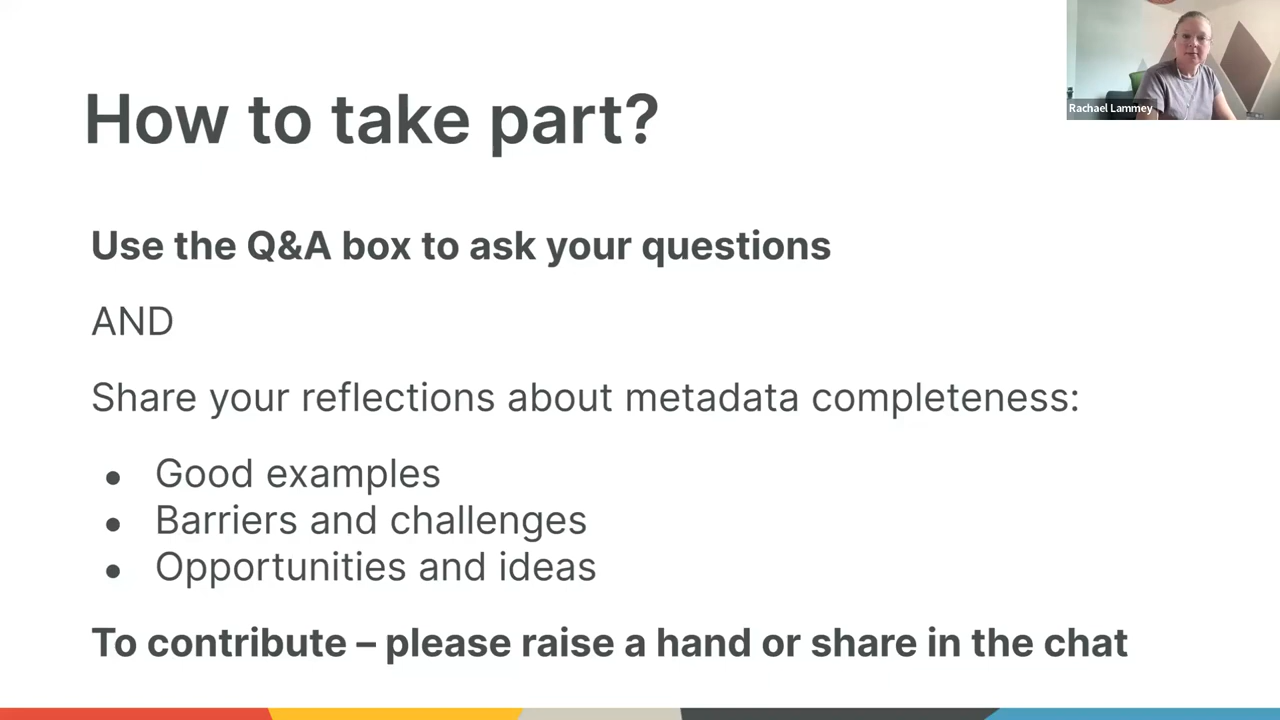 Rachael Lammey
How to take part?
Use the Q&A box to ask your questions
AND
Share your reflections about metadata completeness:
• Good examples
• Barriers and challenges
• Opportunities and ideas
To contribute – please raise a hand or share in the chat